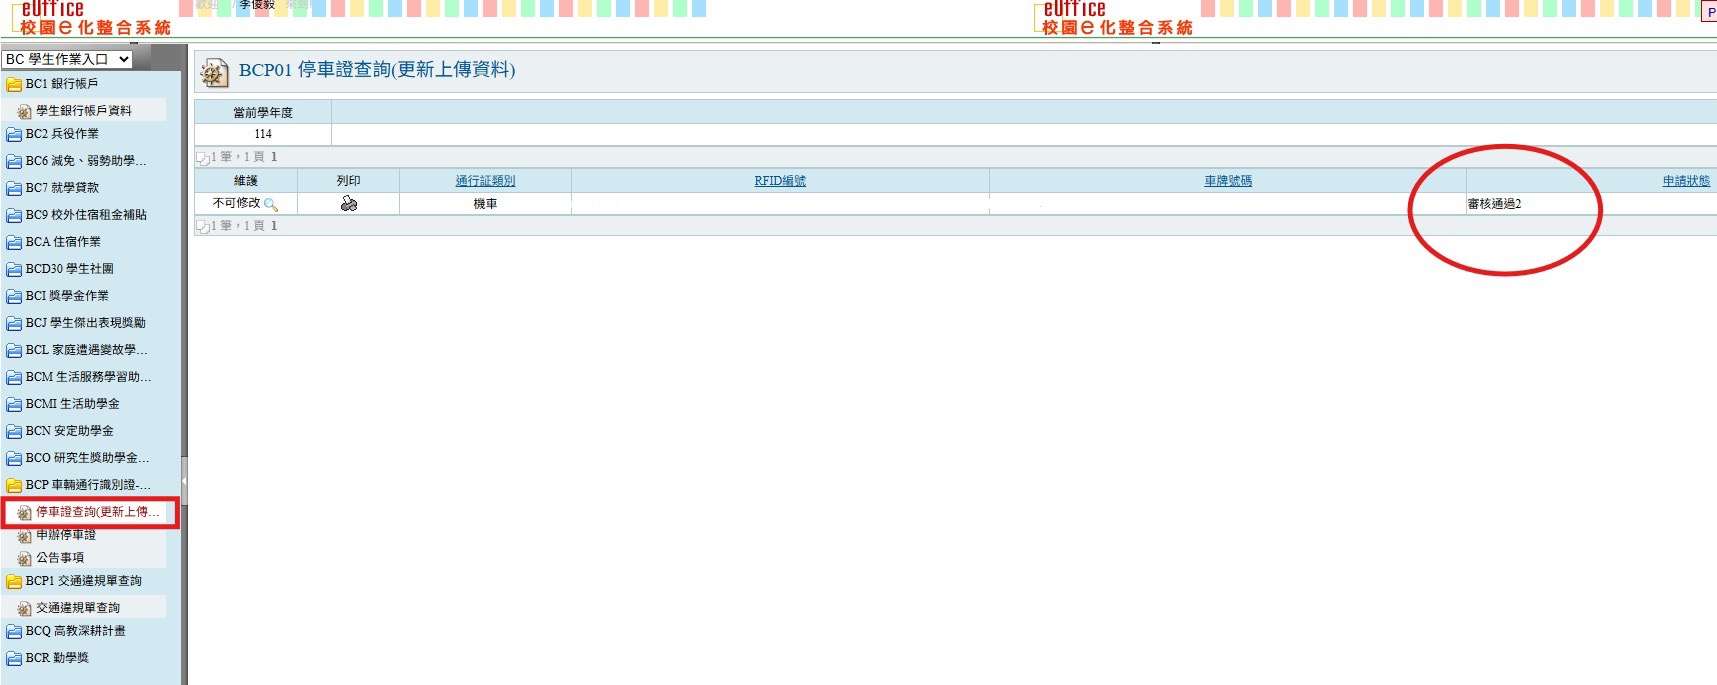 euffice
校園e化整合系統
李俊毅
euffice
校園e化整合系統
P
BC 學生作業入口
BC1 銀行帳戶
學生銀行帳戶資料
BC2 兵役作業
BC6 減免、弱勢助學...
BC7 就學貸款
BC9 校外住宿租金補貼
BCA 住宿作業
BCD30 學生社團
BCI 獎學金作業
BCJ 學生傑出表現獎勵
BCL 家庭遭遇變故學...
BCM 生活服務學習助...
BCMI 生活助學金
BCN 安定助學金
BCO 研究生獎助學金...
BCP 車輛通行識別證-...
停車證查詢(更新上傳...
申辦停車證
公告事項
BCP1 交通違規單查詢
交通違規單查詢
BCQ 高教深耕計畫
BCR 勤學獎
BCP01 停車證查詢(更新上傳資料)
當前學年度
114
1 筆，1 頁 1
維護 列印 通行証類別 RFID編號 車牌號碼 申請狀態
不可修改 機車 審核通過2
1 筆，1 頁 1